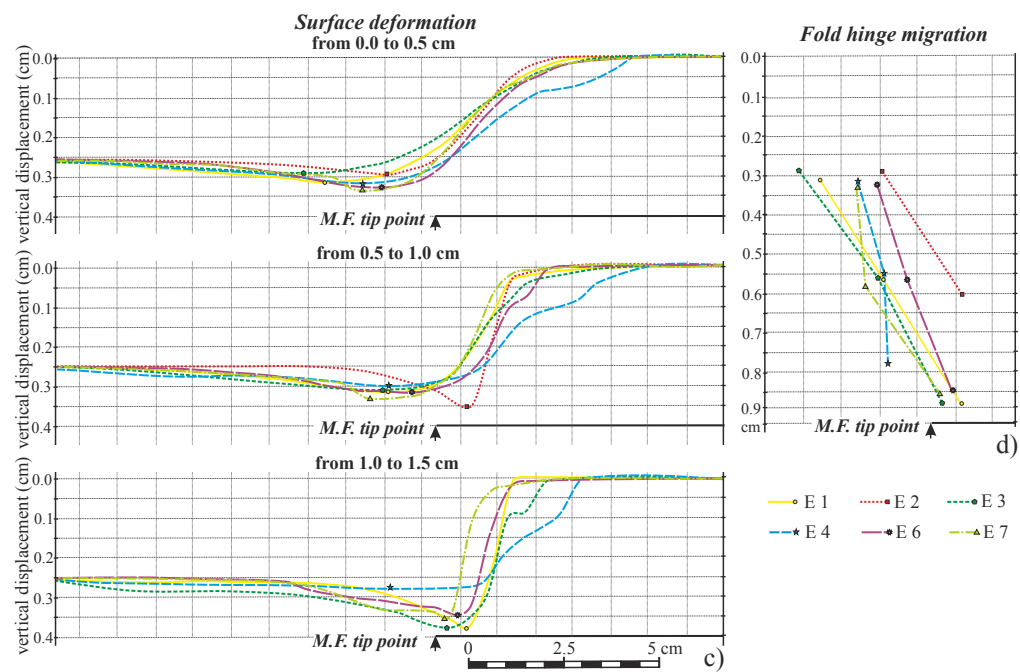 Surface deformation
from 0.0 to 0.5 cm
vertical displacement (cm)
0.0
0.1
0.2
0.3
0.4
M.F. tip point
from 0.5 to 1.0 cm
vertical displacement (cm)
0.0
0.1
0.2
0.3
0.4
M.F. tip point
from 1.0 to 1.5 cm
vertical displacement (cm)
0.0
0.1
0.2
0.3
0.4
M.F. tip point
0 2.5 5 cm
c)
Fold hinge migration
0.0
0.1
0.2
0.3
0.4
0.5
0.6
0.7
0.8
0.9
cm
M.F. tip point
d)
E 1 E 2 E 3
E 4 E 6 E 7